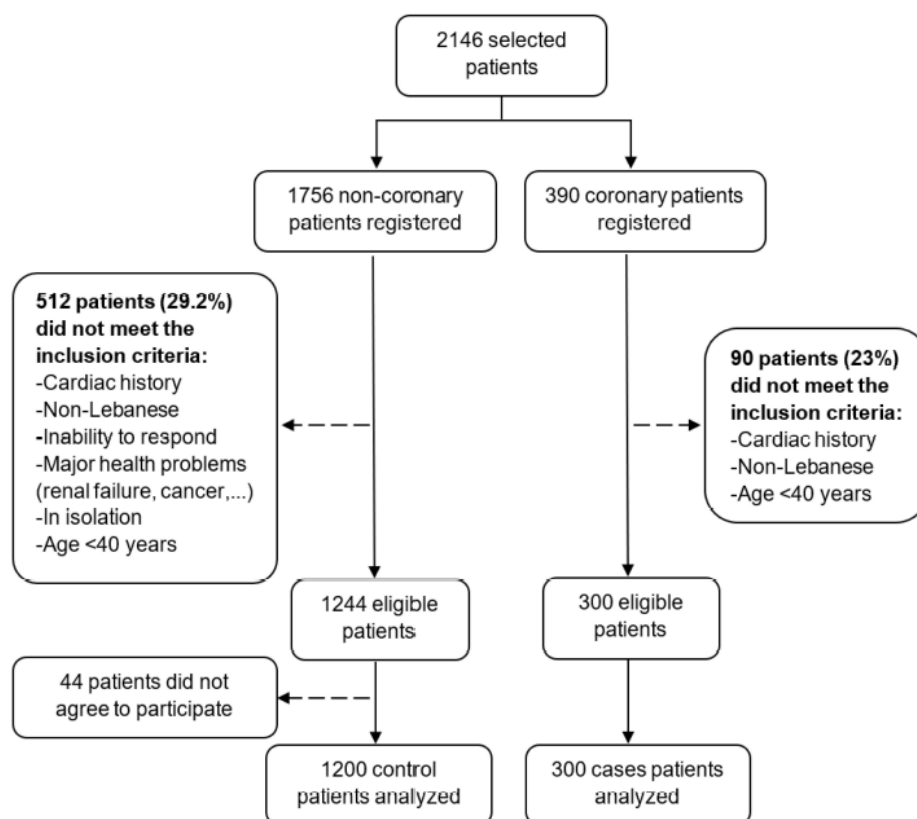 2146 selected
patients
1756 non-coronary
patients registered
390 coronary patients
registered
512 patients (29.2%)
did not meet the
inclusion criteria:
-Cardiac history
-Non-Lebanese
-Inability to respond
-Major health problems
(renal failure, cancer,...)
-In isolation
-Age <40 years
90 patients (23%)
did not meet the
inclusion criteria:
-Cardiac history
-Non-Lebanese
-Age <40 years
1244 eligible
patients
300 eligible
patients
44 patients did not
agree to participate
1200 control
patients analyzed
300 cases patients
analyzed